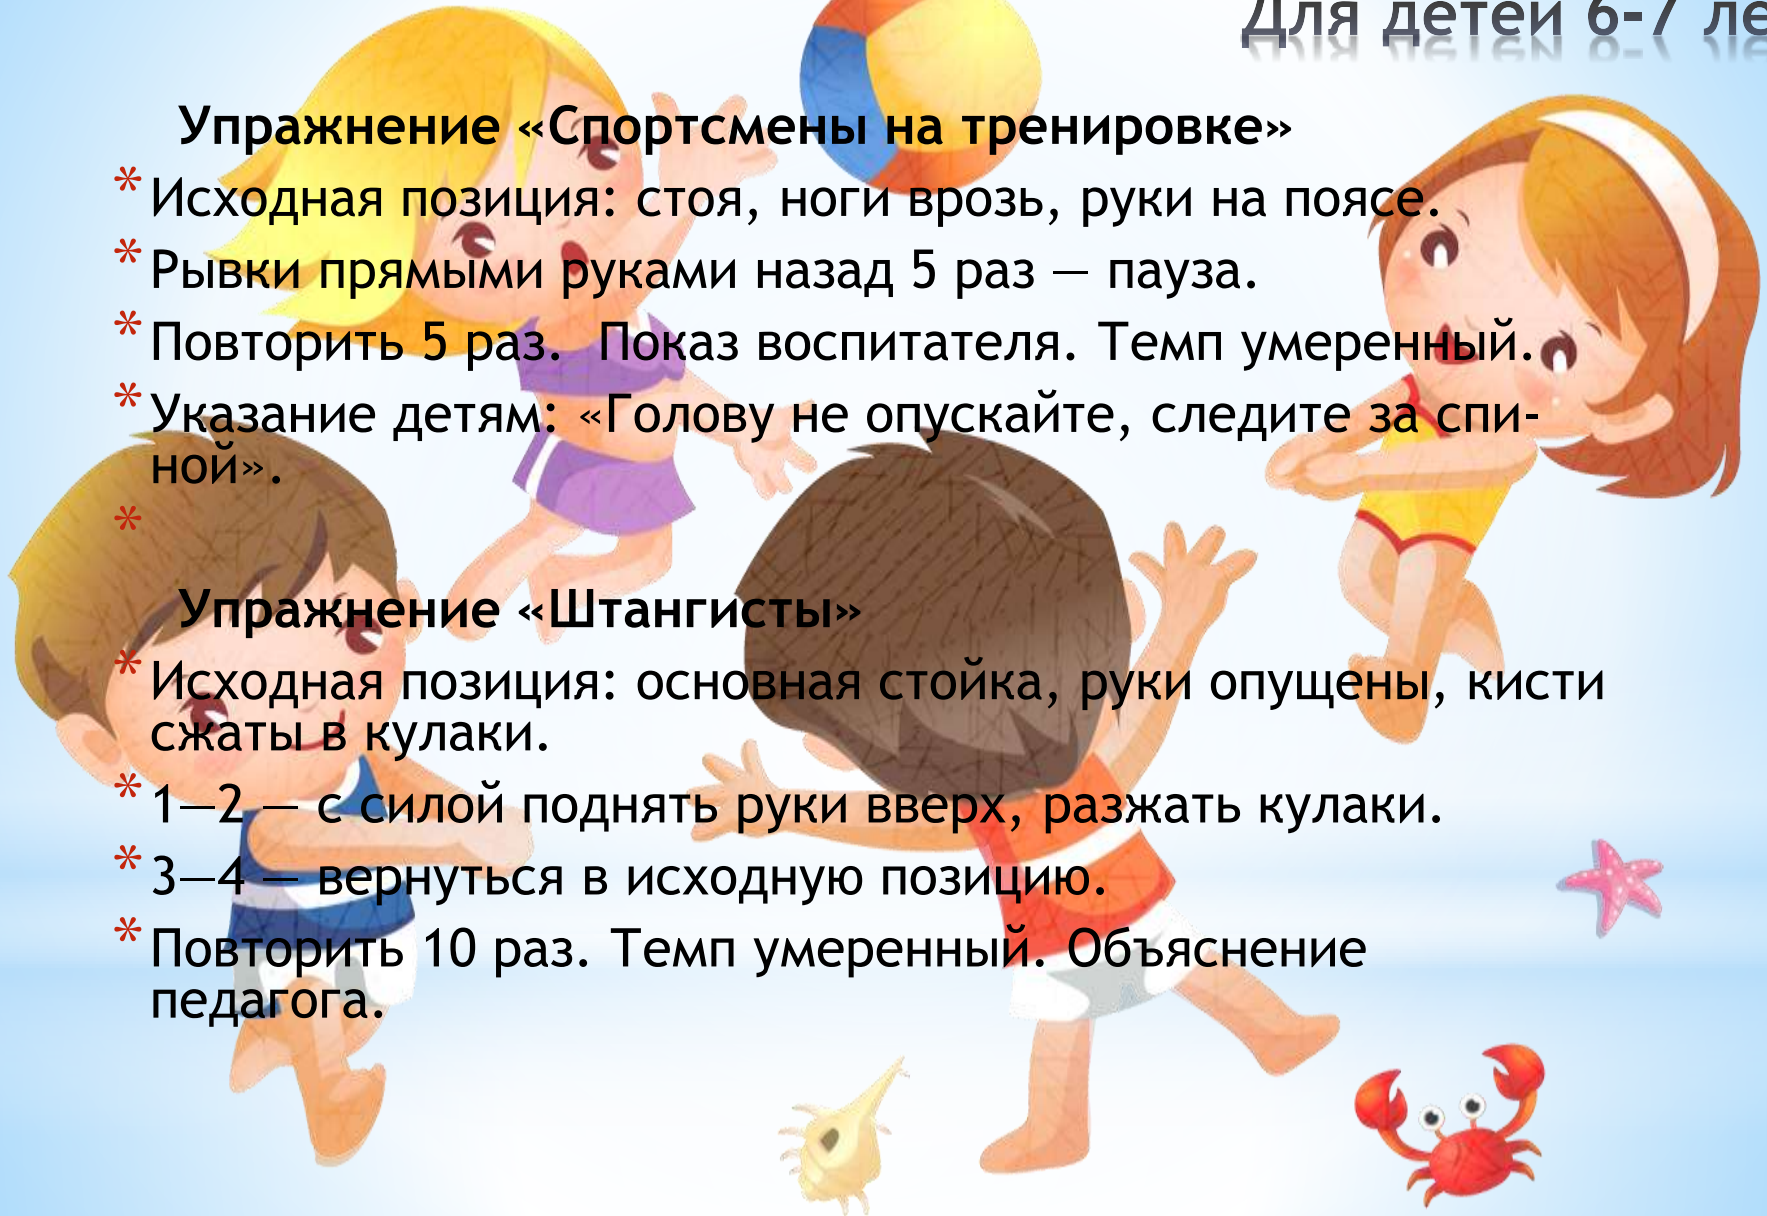 Для детей 6-7 ле
Упражнение «Спортсмены на тренировке»
* Исходная позиция: стоя, ноги врозь, руки на поясе.
* Рывки прямыми руками назад 5 раз — пауза.
* Повторить 5 раз. Показ воспитателя. Темп умеренный.
* Указание детям: «Голову не опускайте, следите за спи-
ной».
*
Упражнение «Штангисты»
* Исходная позиция: основная стойка, руки опущены, кисти
сжаты в кулаки.
* 1—2 — с силой поднять руки вверх, разжать кулаки.
* 3—4 — вернуться в исходную позицию.
* Повторить 10 раз. Темп умеренный. Объяснение
педагога.